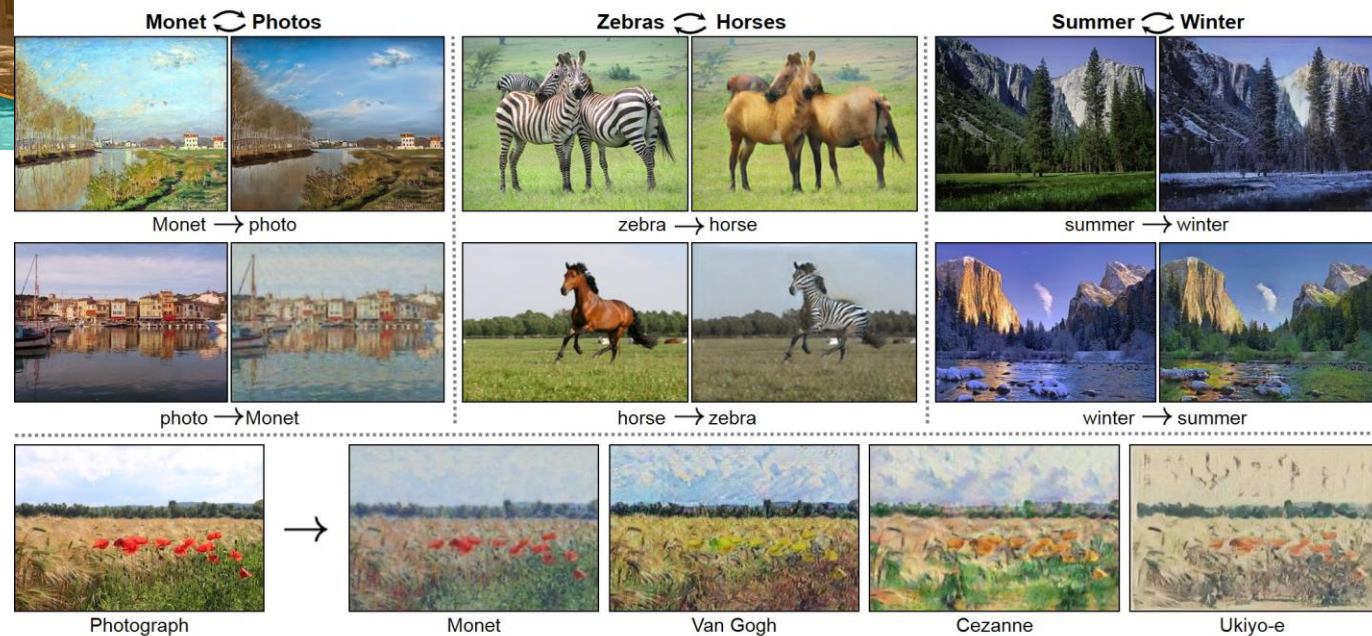 Monet ⇄ Photos
Zebras ⇄ Horses
Summer ⇄ Winter
Monet → photo
zebra → horse
summer → winter
photo → Monet
horse → zebra
winter → summer
→
Photograph
Monet
Van Gogh
Cezanne
Ukiyo-e